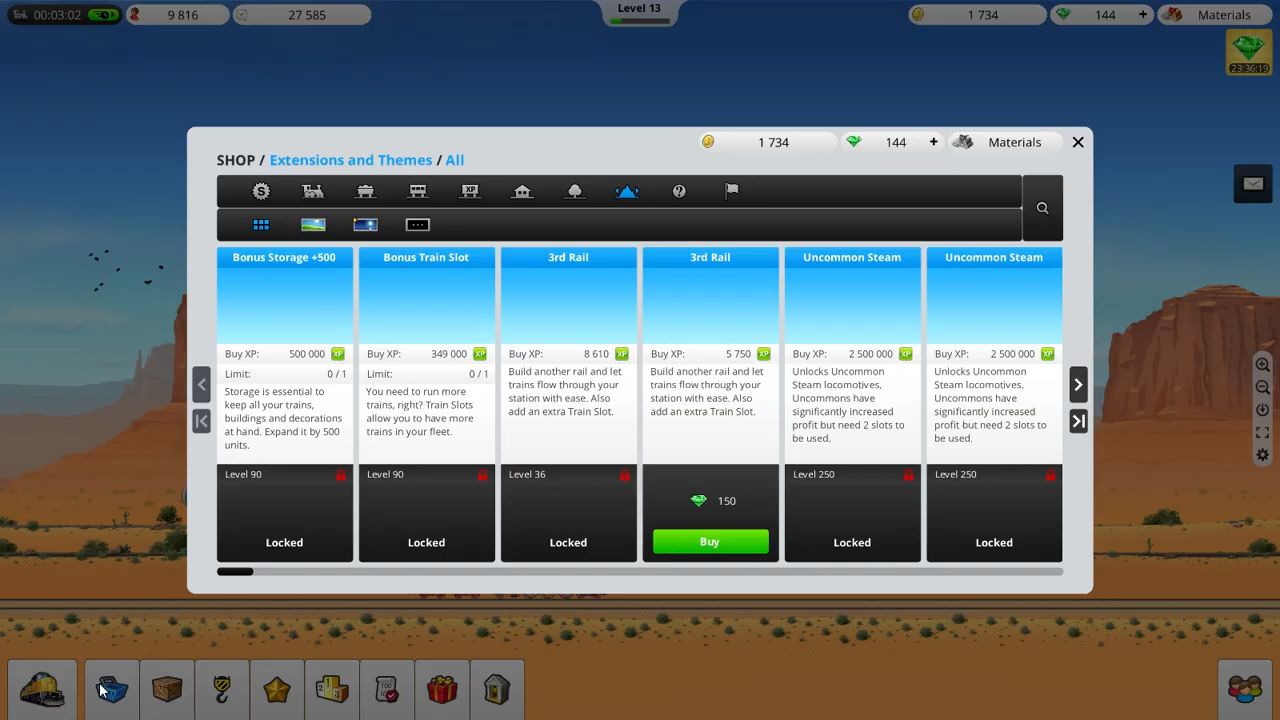 00:03:02
9 816
27 585
Level 13
1 734
144 +
Materials
23:36:19
1 734
144 +
Materials
SHOP / Extensions and Themes / All
Bonus Storage +500
Buy XP: 500 000 XP
Limit: 0 / 1
Storage is essential to
keep all your trains,
buildings and decorations
at hand. Expand it by 500
units.
Level 90
Locked
Bonus Train Slot
Buy XP: 349 000 XP
Limit: 0 / 1
You need to run more
trains, right? Train Slots
allow you to have more
trains in your fleet.
Level 90
Locked
3rd Rail
Buy XP: 8 610 XP
Build another rail and let
trains flow through your
station with ease. Also
add an extra Train Slot.
Level 36
Locked
3rd Rail
Buy XP: 5 750 XP
Build another rail and let
trains flow through your
station with ease. Also
add an extra Train Slot.
150
Buy
Uncommon Steam
Buy XP: 2 500 000 XP
Unlocks Uncommon
Steam locomotives.
Uncommons have
significantly increased
profit but need 2 slots to
be used.
Level 250
Locked
Uncommon Steam
Buy XP: 2 500 000 XP
Unlocks Uncommon
Steam locomotives.
Uncommons have
significantly increased
profit but need 2 slots to
be used.
Level 250
Locked